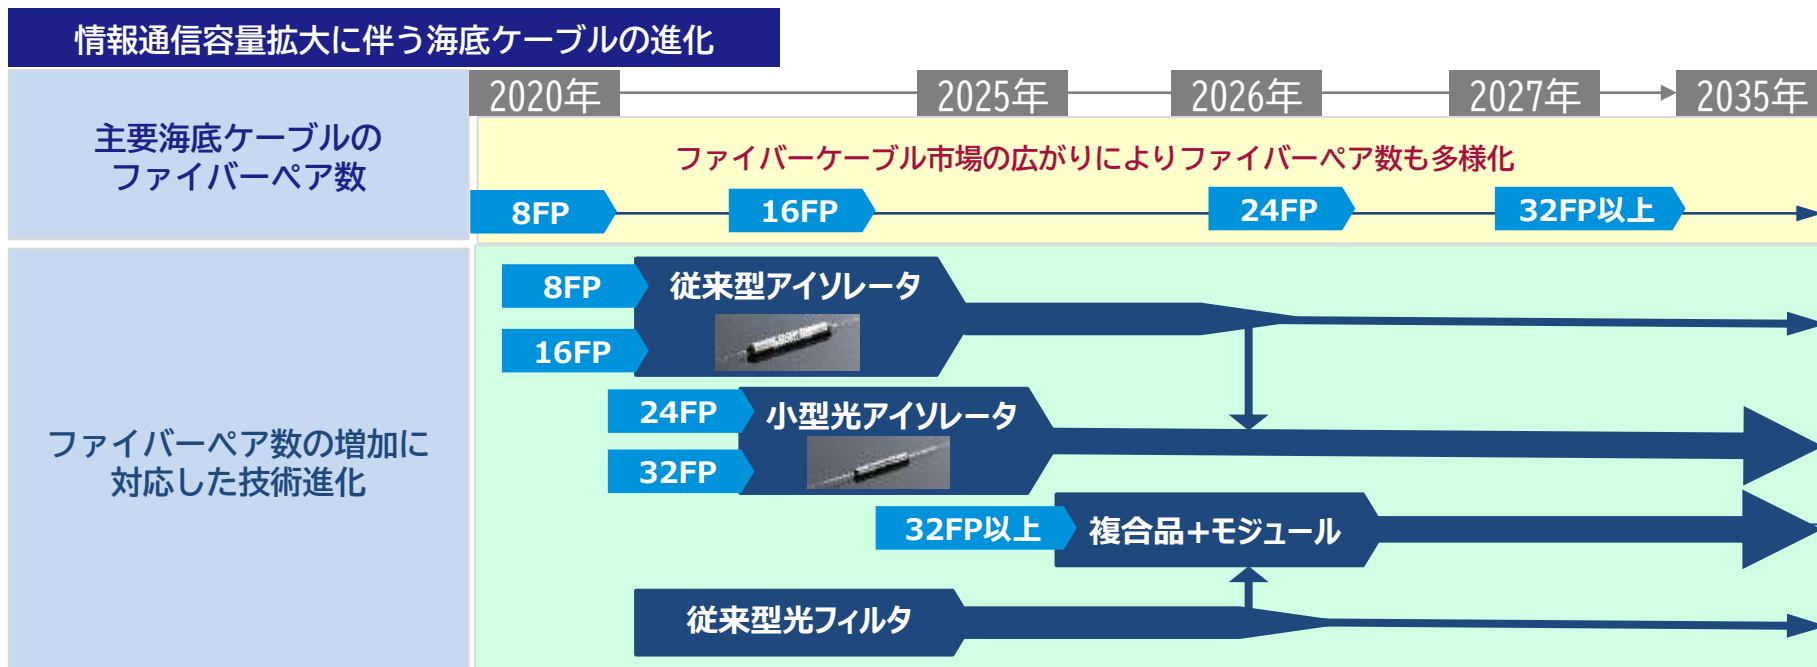 情報通信容量拡大に伴う海底ケーブルの進化
2020年
2025年
2026年
2027年
2035年
主要海底ケーブルの
ファイバーペア数
ファイバーケーブル市場の広がりによりファイバーペア数も多様化
8FP
16FP
24FP
32FP以上
ファイバーペア数の増加に
対応した技術進化
8FP
16FP
従来型アイソレータ
24FP
32FP
小型光アイソレータ
32FP以上
複合品+モジュール
従来型光フィルタ